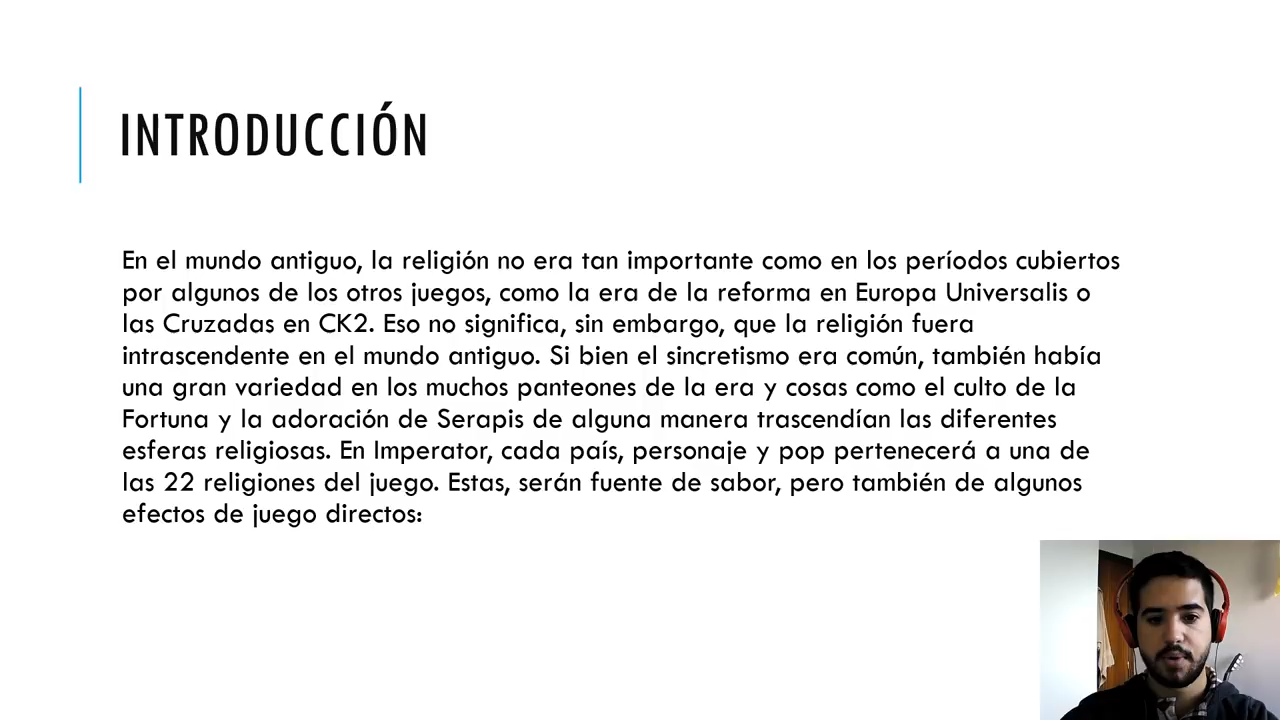 INTRODUCCIÓN
En el mundo antiguo, la religión no era tan importante como en los períodos cubiertos
por algunos de los otros juegos, como la era de la reforma en Europa Universalis o
las Cruzadas en CK2. Eso no significa, sin embargo, que la religión fuera
intrascendente en el mundo antiguo. Si bien el sincretismo era común, también había
una gran variedad en los muchos panteones de la era y cosas como el culto de la
Fortuna y la adoración de Serapis de alguna manera trascendían las diferentes
esferas religiosas. En Imperator, cada país, personaje y pop pertenecerá a una de
las 22 religiones del juego. Estas, serán fuente de sabor, pero también de algunos
efectos de juego directos: